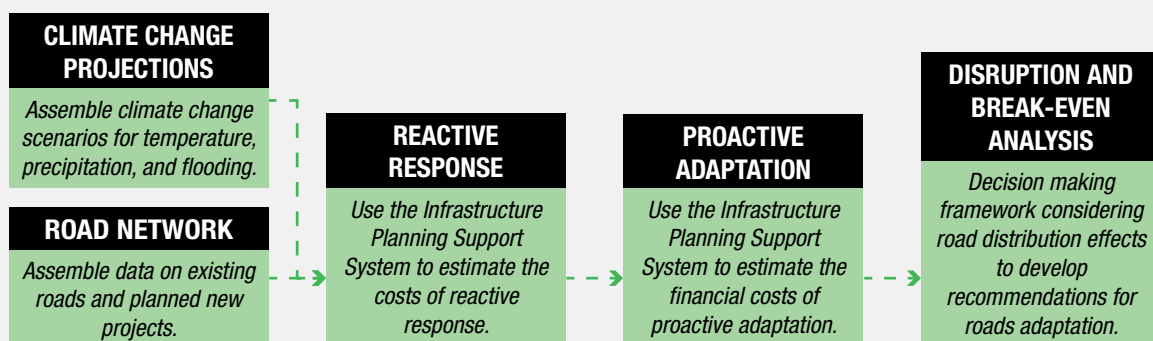 CLIMATE CHANGE
PROJECTIONS
Assemble climate change
scenarios for temperature,
precipitation, and flooding.
ROAD NETWORK
Assemble data on existing
roads and planned new
projects.
REACTIVE
RESPONSE
Use the Infrastructure
Planning Support
System to estimate the
costs of reactive
response.
PROACTIVE
ADAPTATION
Use the Infrastructure
Planning Support
System to estimate the
financial costs of
proactive adaptation.
DISRUPTION AND
BREAK-EVEN
ANALYSIS
Decision making
framework considering
road distribution effects
to develop
recommendations for
roads adaptation.